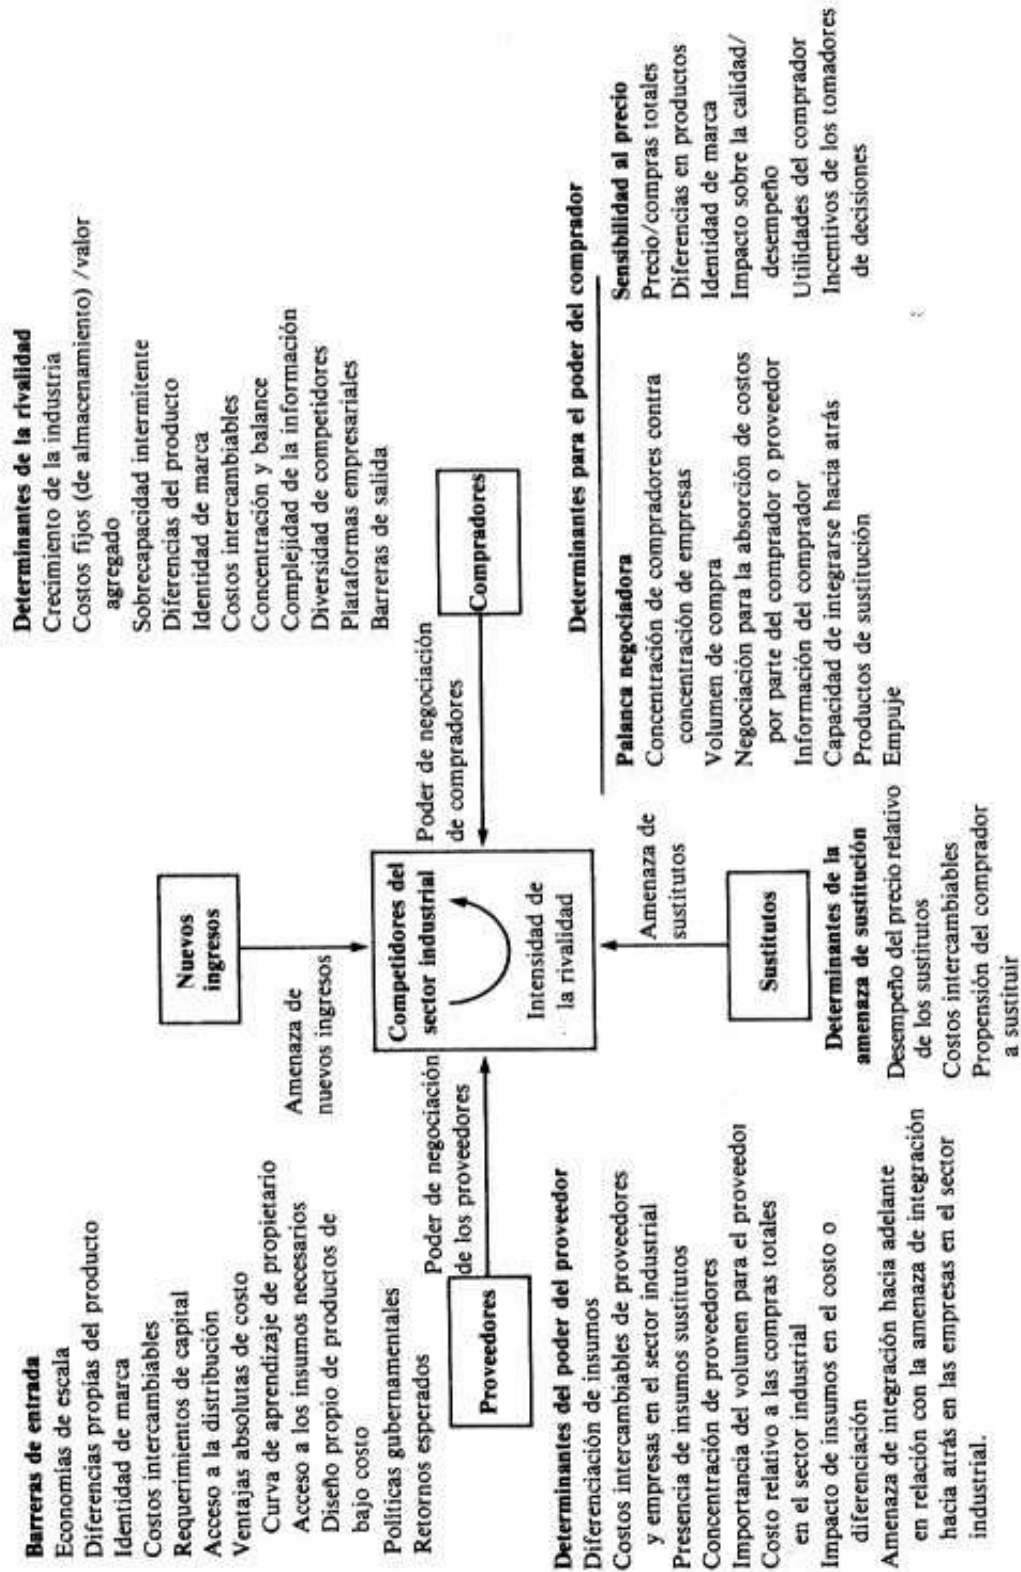 Barreras de entrada
Economías de escala
Diferencias propias del producto
Identidad de marca
Costos intercambiables
Requerimientos de capital
Acceso a la distribución
Ventajas absolutas de costo
Curva de aprendizaje de propietario
Acceso a los insumos necesarios
Diseño propio de productos de
bajo costo
Políticas gubernamentales
Retornos esperados
Nuevos
ingresos
Amenaza de
nuevos ingresos
Determinantes de la rivalidad
Crecimiento de la industria
Costos fijos (de almacenamiento) /valor
agregado
Sobrecapacidad intermitente
Diferencias del producto
Identidad de marca
Costos intercambiables
Concentración y balance
Complejidad de la información
Diversidad de competidores
Plataformas empresariales
Barreras de salida
Proveedores
Poder de negociación
de los proveedores
Competidores del
sector industrial
Intensidad de
la rivalidad
Poder de negociación
de compradores
Compradores
Determinantes del poder del proveedor
Diferenciación de insumos
Costos intercambiables de proveedores
y empresas en el sector industrial
Presencia de insumos sustitutos
Concentración de proveedores
Importancia del volumen para el proveedor
Costo relativo a las compras totales
en el sector industrial
Impacto de insumos en el costo o
diferenciación
Amenaza de integración hacia adelante
en relación con la amenaza de integración
hacia atrás en las empresas en el sector
industrial.
Amenaza de
sustitutos
Sustitutos
Determinantes de la
amenaza de sustitución
Desempeño del precio relativo
de los sustitutos
Costos intercambiables
Propensión del comprador
a sustituir
Determinantes para el poder del comprador
Palanca negociadora
Concentración de compradores contra
concentración de empresas
Volumen de compra
Negociación para la absorción de costos
por parte del comprador o proveedor
Información del comprador
Capacidad de integrarse hacia atrás
Productos de sustitución
Empuje
Sensibilidad al precio
Precio/compras totales
Diferencias en productos
Identidad de marca
Impacto sobre la calidad/
desempeño
Utilidades del comprador
Incentivos de los tomadores
de decisiones